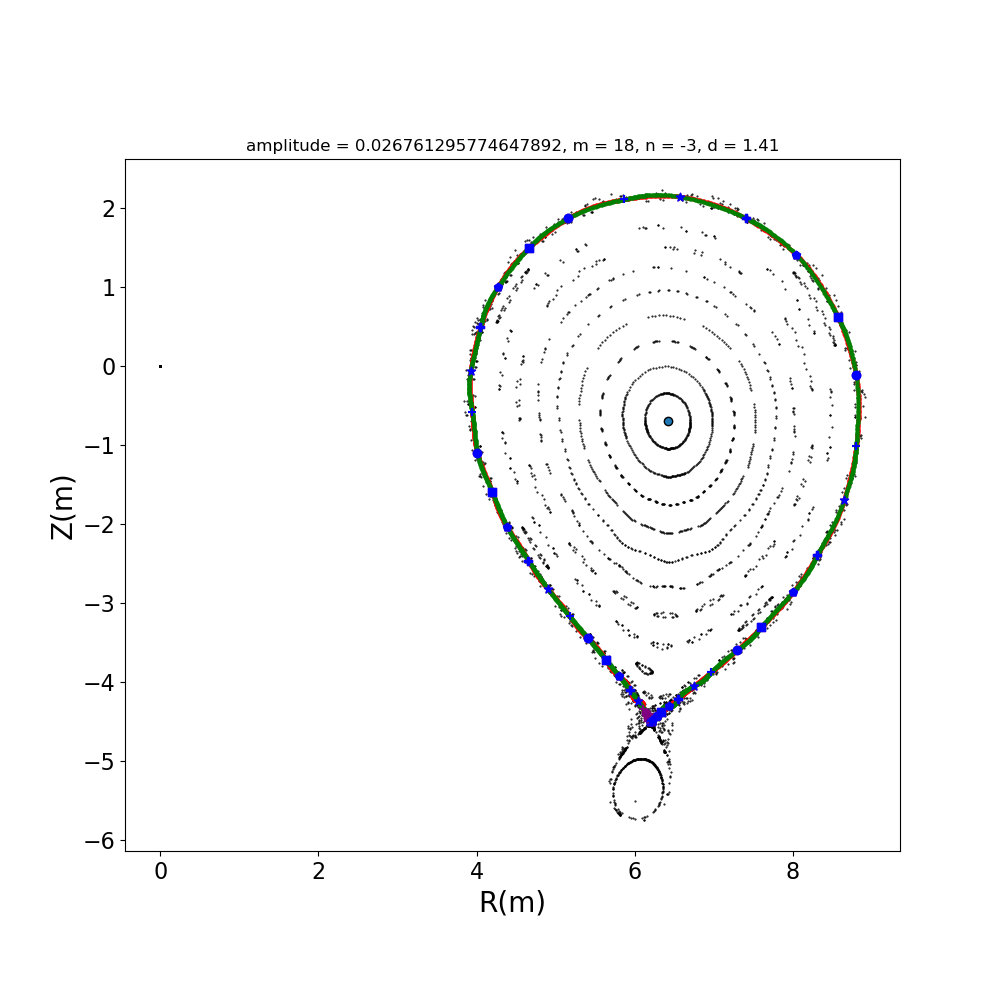 amplitude = 0.026761295774647892, m = 18, n = -3, d = 1.41
2
1
0
−1
−2
−3
−4
−5
−6
Z(m)
0 2 4 6 8
R(m)